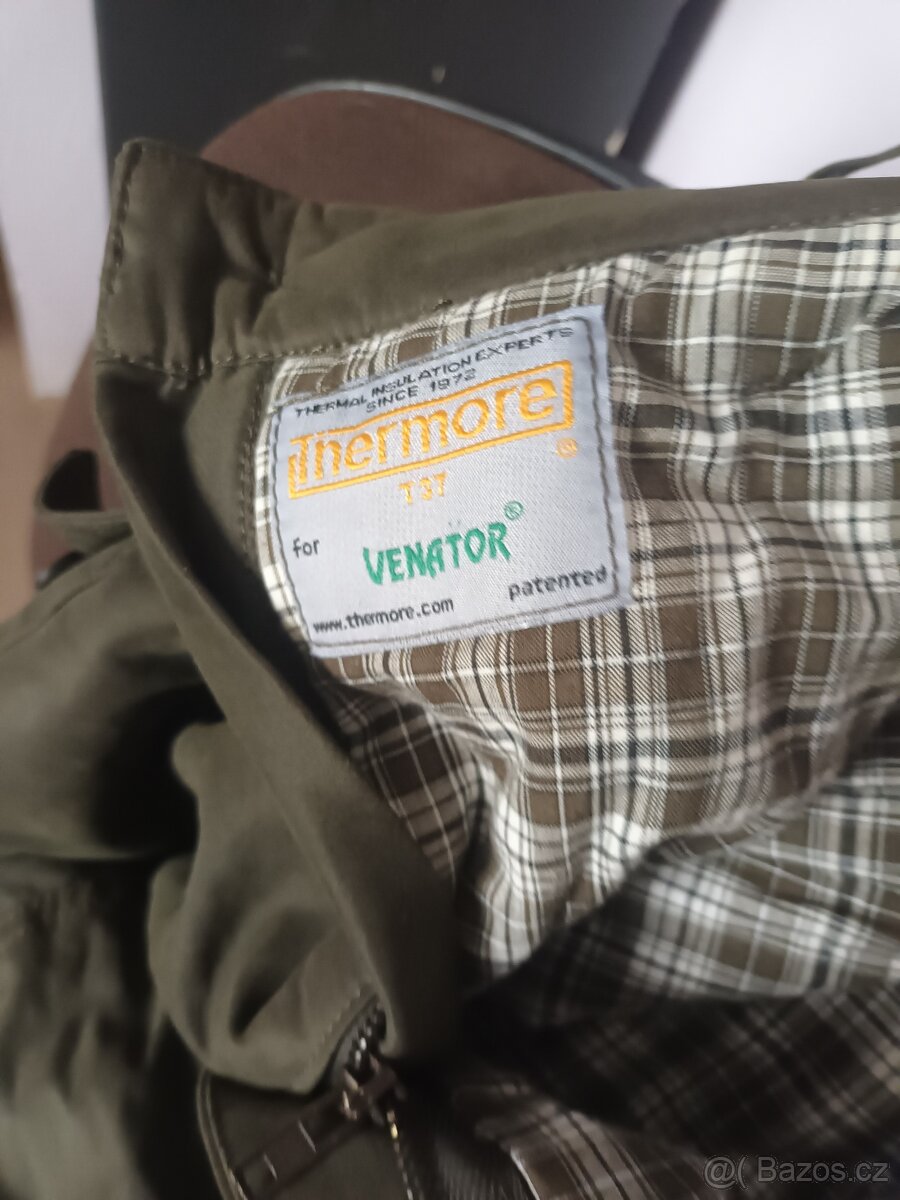 THERMAL INSULATION EXPERTS
SINCE 1972
Thermore®
T37
for VENATOR®
www.thermore.com patented
@( Bazos.cz